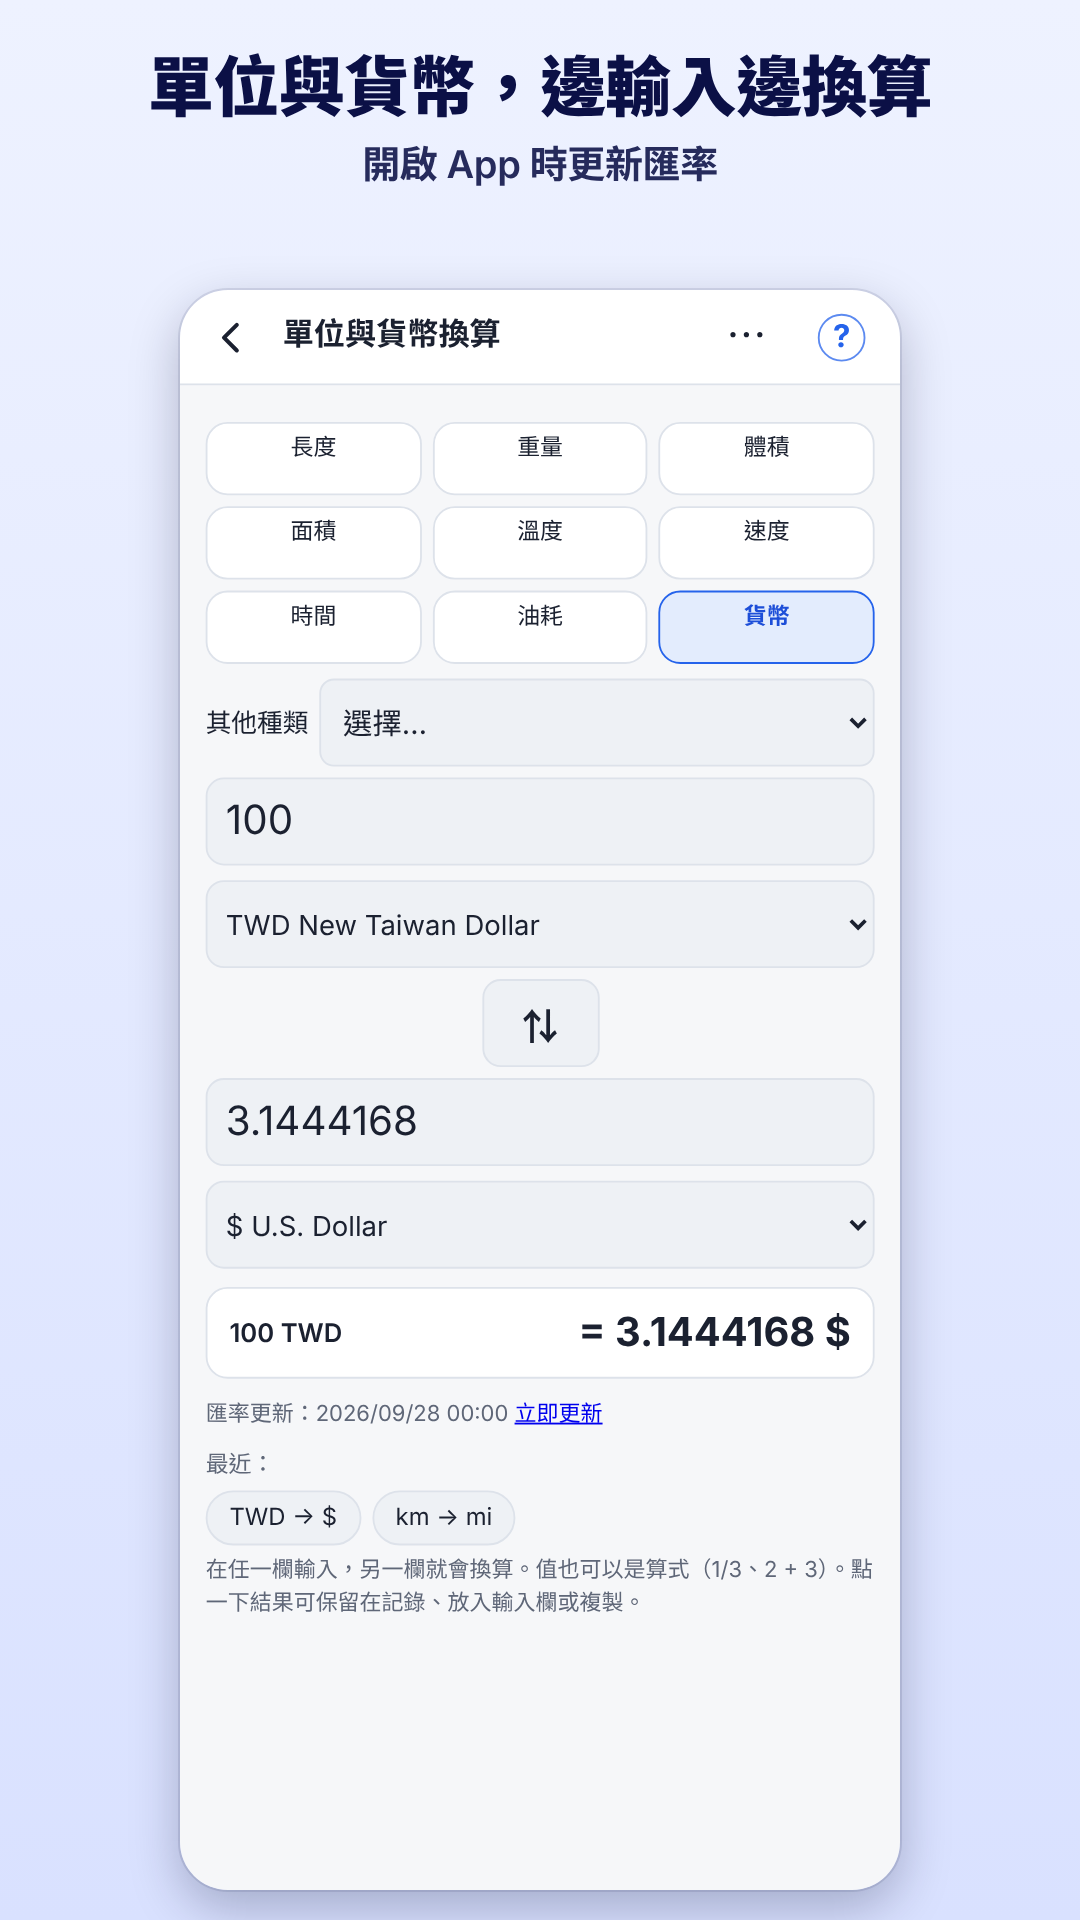 單位與貨幣，邊輸入邊換算
開啟 App 時更新匯率
單位與貨幣換算 ··· ?
長度 重量 體積
面積 溫度 速度
時間 油耗 貨幣
其他種類 選擇...
100
TWD New Taiwan Dollar
3.1444168
$ U.S. Dollar
100 TWD = 3.1444168 $
匯率更新：2026/09/28 00:00 立即更新
最近：
TWD → $ km → mi
在任一欄輸入，另一欄就會換算。值也可以是算式（1/3、2 + 3）。點
一下結果可保留在記錄、放入輸入欄或複製。